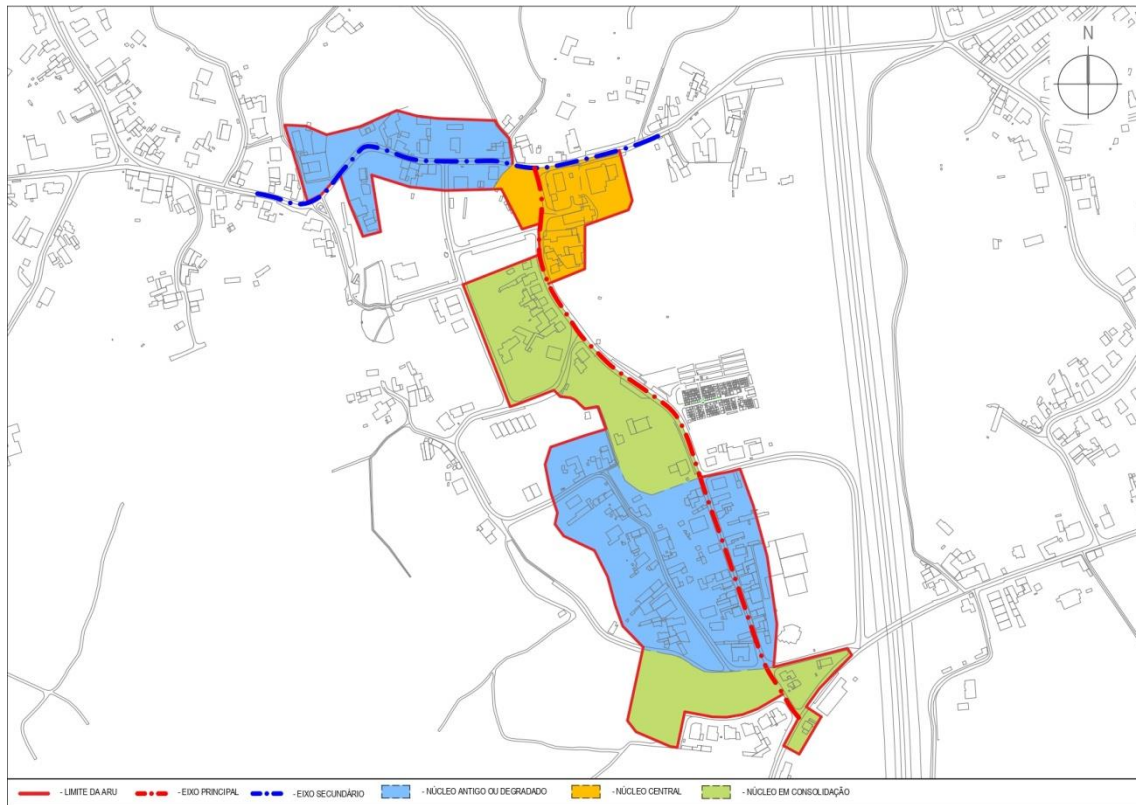 N
- LIMITE DA ARU
- EIXO PRINCIPAL
- EIXO SECUNDÁRIO
- NÚCLEO ANTIGO OU DEGRADADO
- NÚCLEO CENTRAL
- NÚCLEO EM CONSOLIDAÇÃO